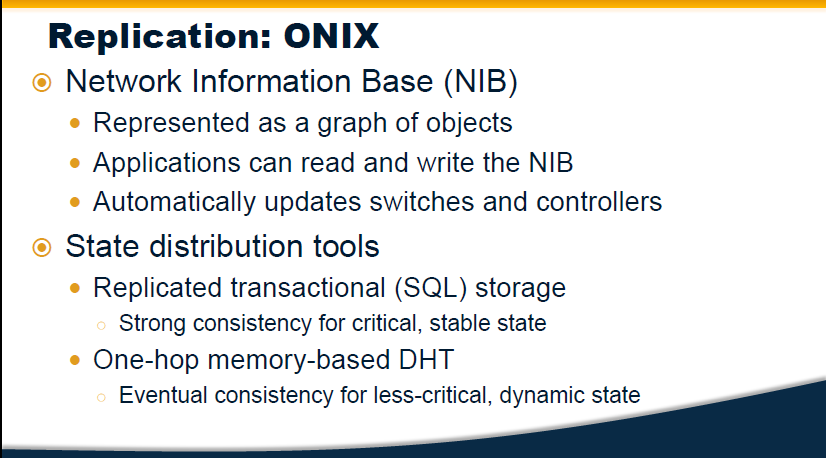 Replication: ONIX
Network Information Base (NIB)
Represented as a graph of objects
Applications can read and write the NIB
Automatically updates switches and controllers
State distribution tools
Replicated transactional (SQL) storage
Strong consistency for critical, stable state
One-hop memory-based DHT
Eventual consistency for less-critical, dynamic state